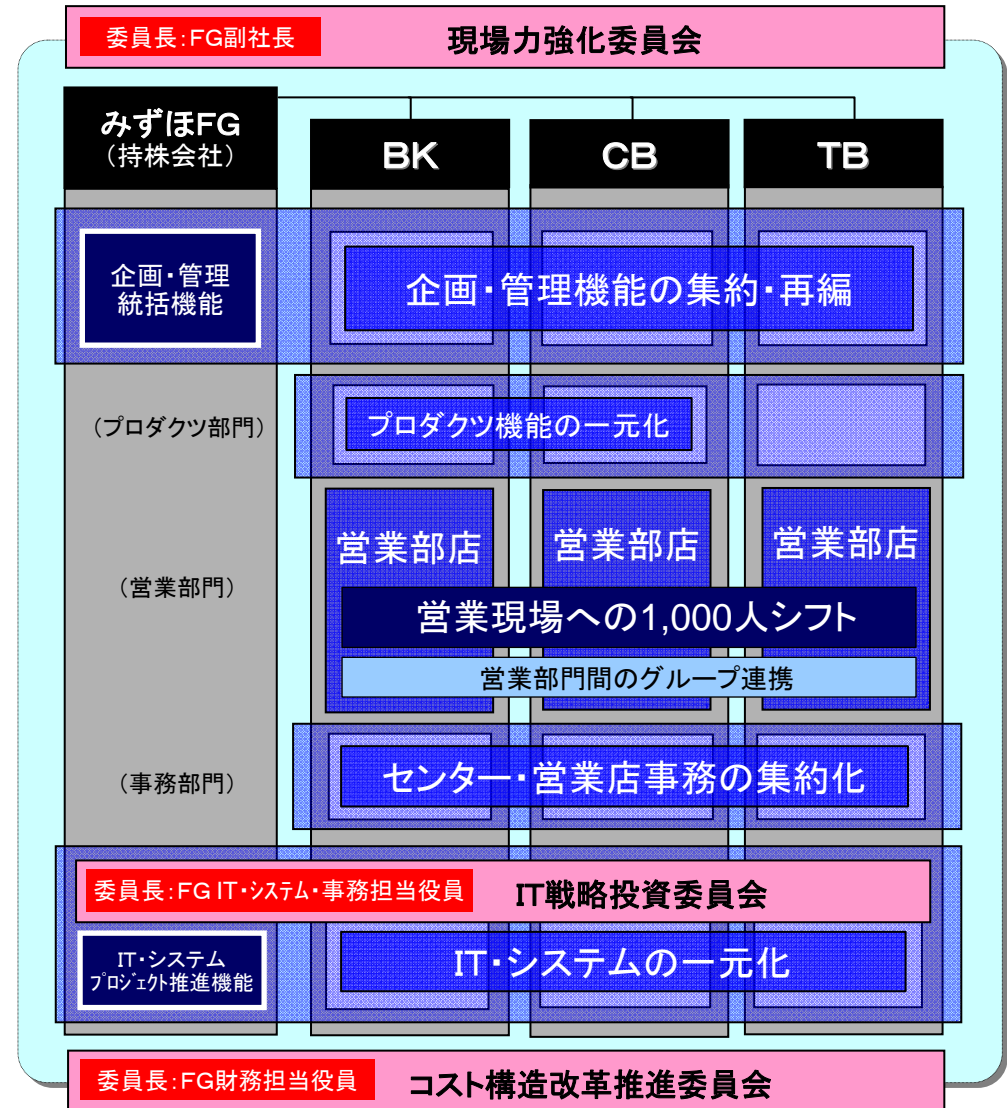 委員長:FG副社長
現場力強化委員会
みずほFG
(持株会社)
BK
CB
TB
企画・管理
統括機能
企画・管理機能の集約・再編
(プロダクツ部門)
プロダクツ機能の一元化
営業部店
営業部店
営業部店
(営業部門)
営業現場への1,000人シフト
営業部門間のグループ連携
(事務部門)
センター・営業店事務の集約化
委員長:FG IT・システム・事務担当役員
IT戦略投資委員会
IT・システム
プロジェクト推進機能
IT・システムの一元化
委員長:FG財務担当役員
コスト構造改革推進委員会